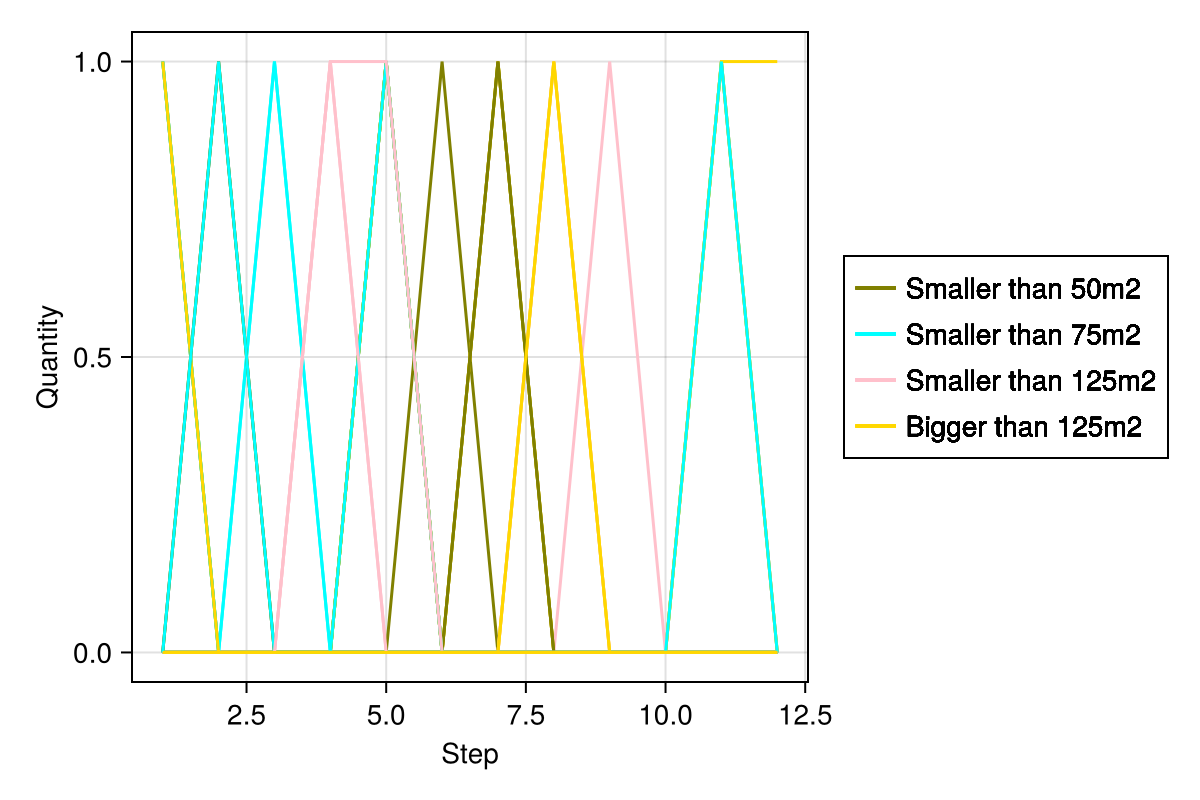 1.0
0.5
0.0
Quantity
2.5 5.0 7.5 10.0 12.5
Step
Smaller than 50m2
Smaller than 75m2
Smaller than 125m2
Bigger than 125m2